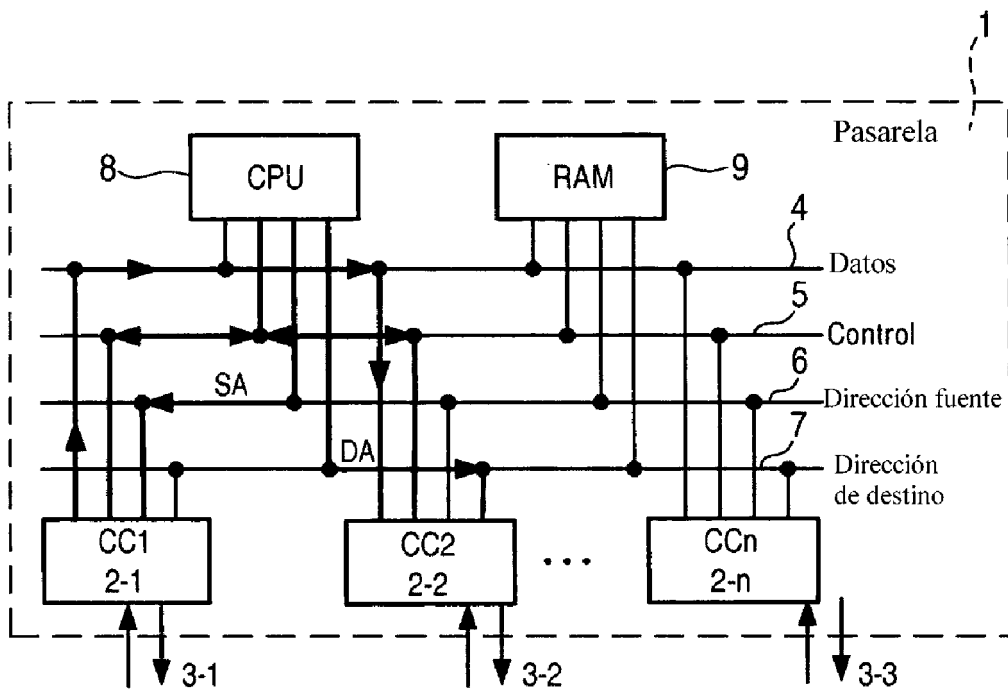 1
Pasarela
8
CPU
RAM
9
4
Datos
5
Control
SA
6
Dirección fuente
7
DA
Dirección
de destino
CC1
2-1
CC2
2-2
...
CCn
2-n
3-1
3-2
3-3